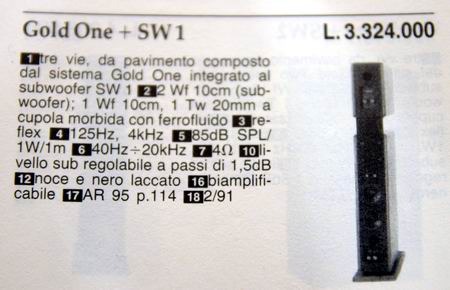 Gold One + SW1
L. 3.324.000
1 tre vie, da pavimento composto
dal sistema Gold One integrato al
subwoofer SW 1 2 2 Wf 10cm (sub-
woofer); 1 Wf 10cm, 1 Tw 20mm a
cupola morbida con ferrofluido 3 re-
flex 4 125Hz, 4kHz 5 85dB SPL/
1W/1m 6 40Hz÷20kHz 7 4Ω 10 li-
vello sub regolabile a passi di 1,5dB
12 noce e nero laccato 16 biamplifi-
cabile 17 AR 95 p.114 18 2/91